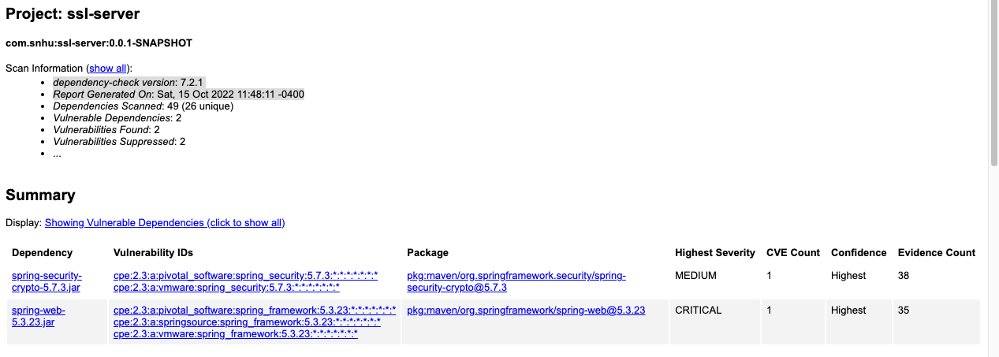 Project: ssl-server
com.snhu:ssl-server:0.0.1-SNAPSHOT
Scan Information (show all):
• dependency-check version: 7.2.1
• Report Generated On: Sat, 15 Oct 2022 11:48:11 -0400
• Dependencies Scanned: 49 (26 unique)
• Vulnerable Dependencies: 2
• Vulnerabilities Found: 2
• Vulnerabilities Suppressed: 2
• ...
Summary
Display: Showing Vulnerable Dependencies (click to show all)
Dependency Vulnerability IDs Package Highest Severity CVE Count Confidence Evidence Count
spring-security- cpe:2.3:a:pivotal_software:spring_security:5.7.3:*:*:*:*:*:*:* pkg:maven/org.springframework.security/spring- MEDIUM 1 Highest 38
crypto-5.7.3.jar cpe:2.3:a:vmware:spring_security:5.7.3:*:*:*:*:*:*:* security-crypto@5.7.3
spring-web- cpe:2.3:a:pivotal_software:spring_framework:5.3.23:*:*:*:*:*:*:* pkg:maven/org.springframework/spring-web@5.3.23 CRITICAL 1 Highest 35
5.3.23.jar cpe:2.3:a:springsource:spring_framework:5.3.23:*:*:*:*:*:*:*
cpe:2.3:a:vmware:spring_framework:5.3.23:*:*:*:*:*:*:*